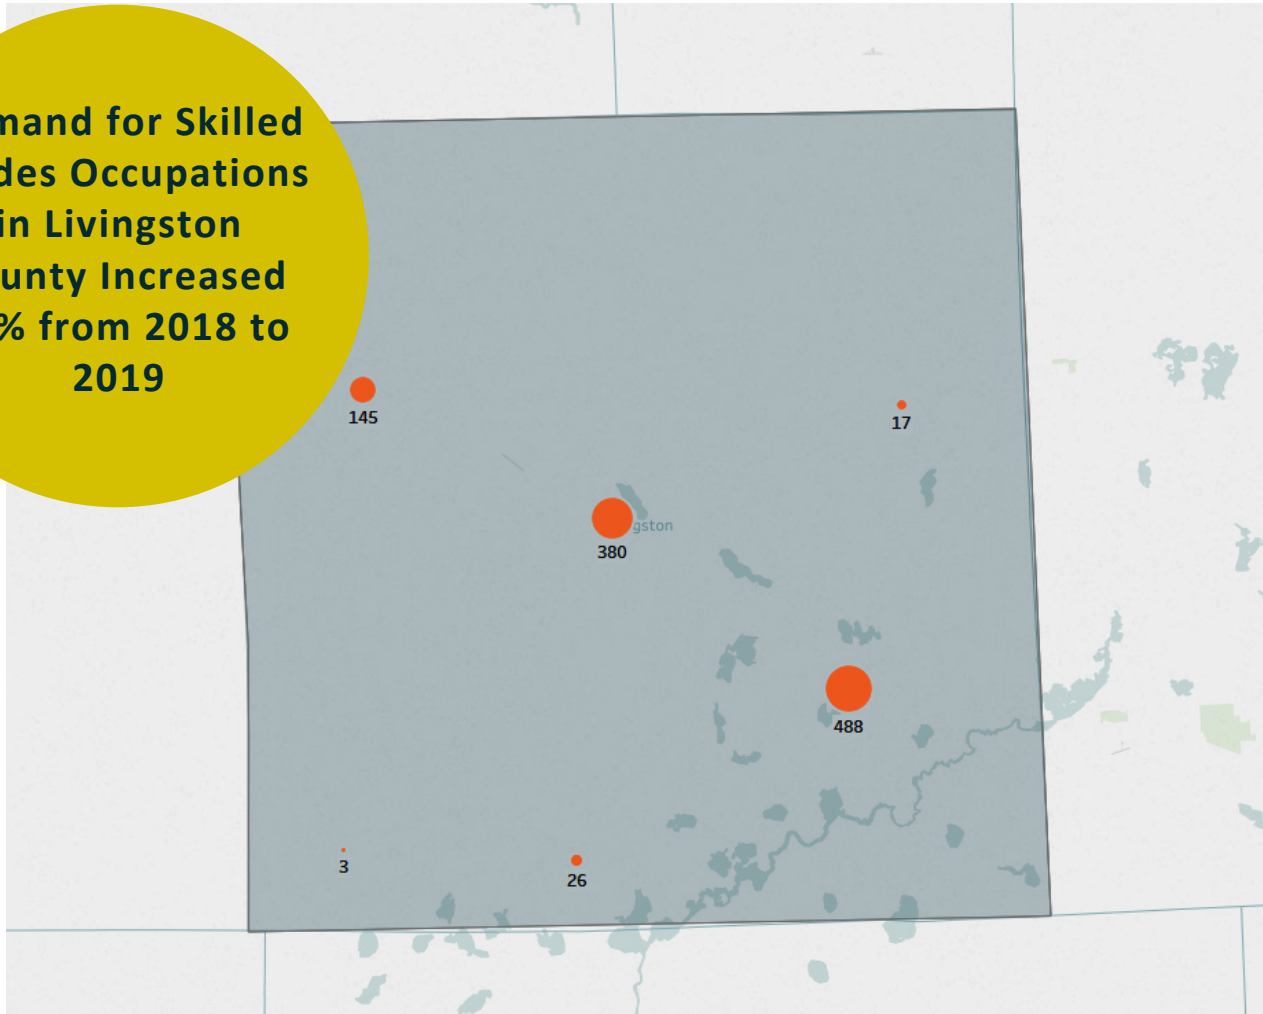 mand for Skilled
des Occupations
in Livingston
unty Increased
% from 2018 to
2019
145
17
gston
380
488
3
26